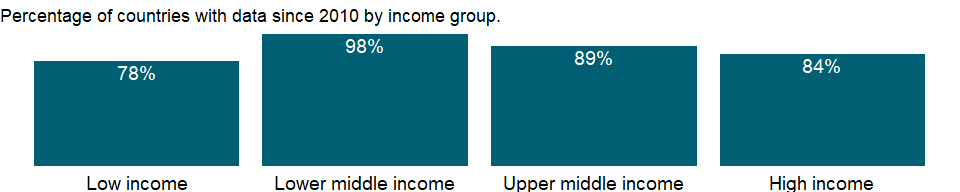 Percentage of countries with data since 2010 by income group.
78%
98%
89%
84%
Low income
Lower middle income
Upper middle income
High income